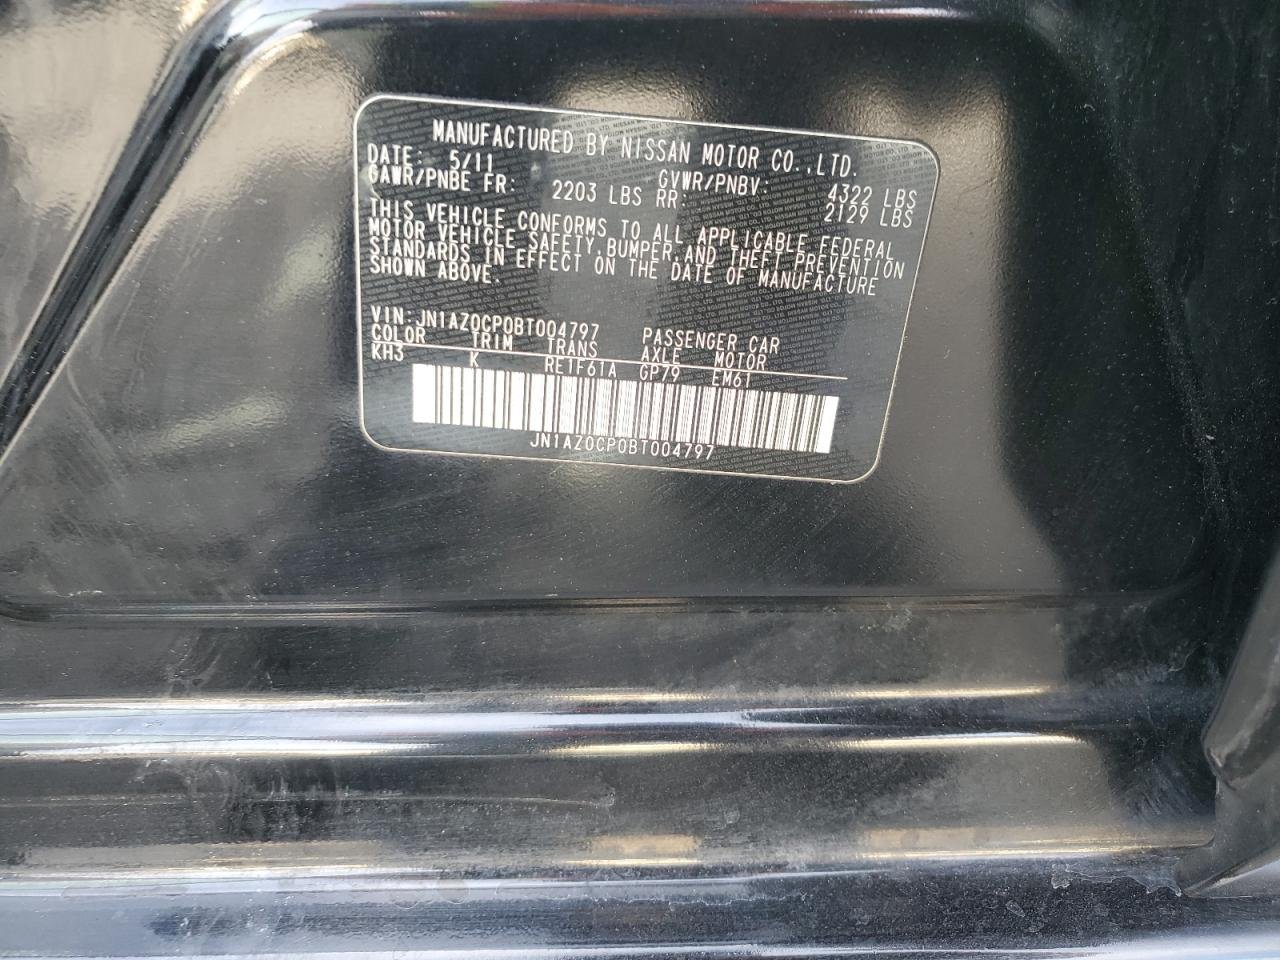 MANUFACTURED BY NISSAN MOTOR CO.,LTD.
DATE: 5/11 GVWR/PNBV: 4322 LBS
GAWR/PNBE FR: 2203 LBS RR: 2129 LBS
THIS VEHICLE CONFORMS TO ALL APPLICABLE FEDERAL
MOTOR VEHICLE SAFETY,BUMPER,AND THEFT PREVENTION
STANDARDS IN EFFECT ON THE DATE OF MANUFACTURE
SHOWN ABOVE.
VIN:JN1AZ0CP0BT004797 PASSENGER CAR
COLOR TRIM TRANS AXLE MOTOR
KH3 K RE1F61A GP79 EM61
JN1AZ0CP0BT004797